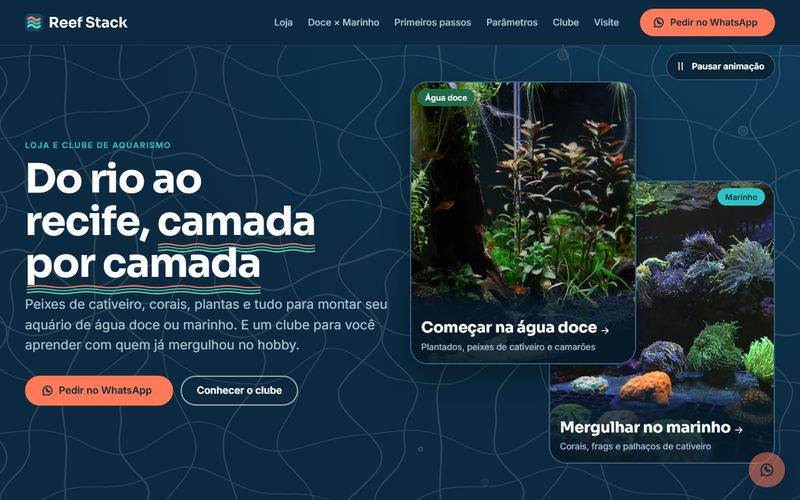 Reef Stack
Loja
Doce × Marinho
Primeiros passos
Parâmetros
Clube
Visite
Pedir no WhatsApp
Pausar animação
LOJA E CLUBE DE AQUARISMO
Do rio ao
recife, camada
por camada
Peixes de cativeiro, corais, plantas e tudo para montar seu
aquário de água doce ou marinho. E um clube para você
aprender com quem já mergulhou no hobby.
Pedir no WhatsApp
Conhecer o clube
Água doce
Começar na água doce →
Plantados, peixes de cativeiro e camarões
Marinho
Mergulhar no marinho →
Corais, frags e palhaços de cativeiro